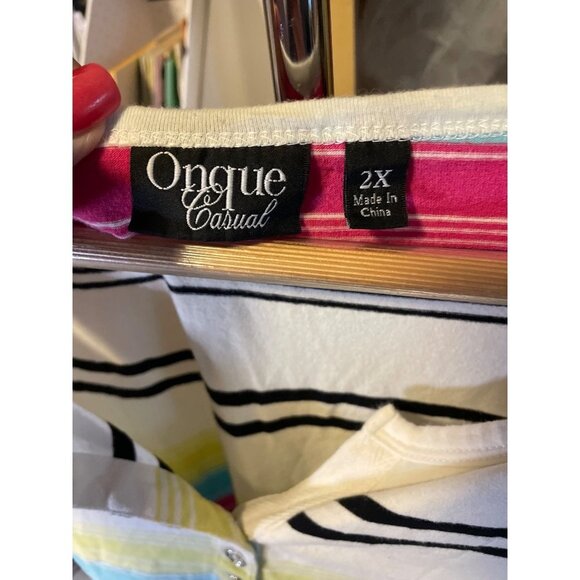 Onque
Casual
2X
Made In
China